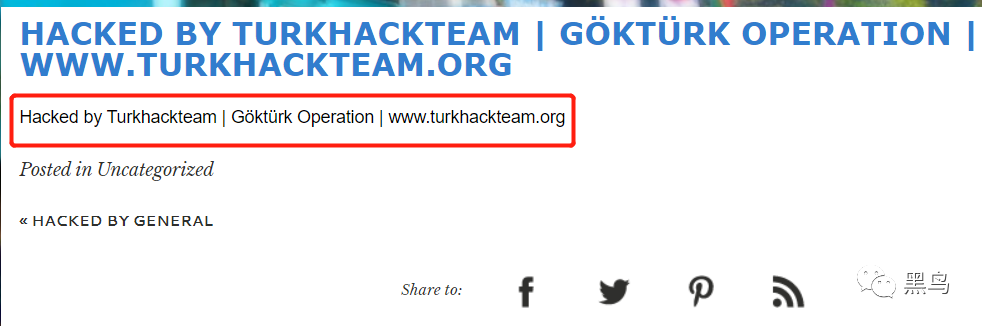 HACKED BY TURKHACKTEAM | GÖKTÜRK OPERATION |
WWW.TURKHACKTEAM.ORG
Hacked by Turkhackteam | Göktürk Operation | www.turkhackteam.org
Posted in Uncategorized
« HACKED BY GENERAL
Share to:
黑鸟